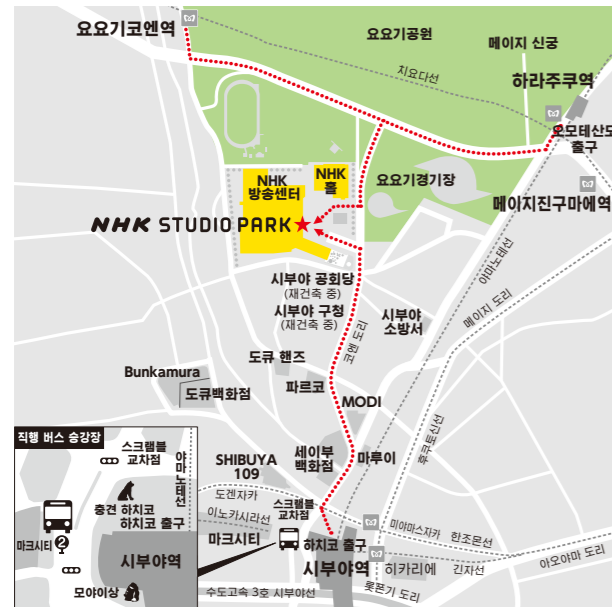 요요기코엔역
요요기공원
메이지 신궁
치요다선
하라주쿠역
오모테산도
출구
NHK
방송센터
NHK
홀
요요기경기장
메이지진구마에역
NHK STUDIO PARK
야마노테선
시부야 공회당
(재건축 중)
시부야 구청
(재건축 중)
시부야
소방서
메이지 도리
코엔 도리
도큐 핸즈
Bunkamura
도큐백화점
파르코
MODI
후쿠토신선
직행 버스 승강장
스크램블
교차점
야마노테선
충견 하치코
하치코 출구
마크시티
2
시부야역
모야이상
SHIBUYA
109
세이부
백화점
마루이
도겐자카
스크램블
교차점
이노카시라선
미야마스자카
한조몬선
마크시티
하치코 출구
시부야역
히카리에
긴자선
아오야마 도리
수도고속 3호 시부야선
롯폰기 도리